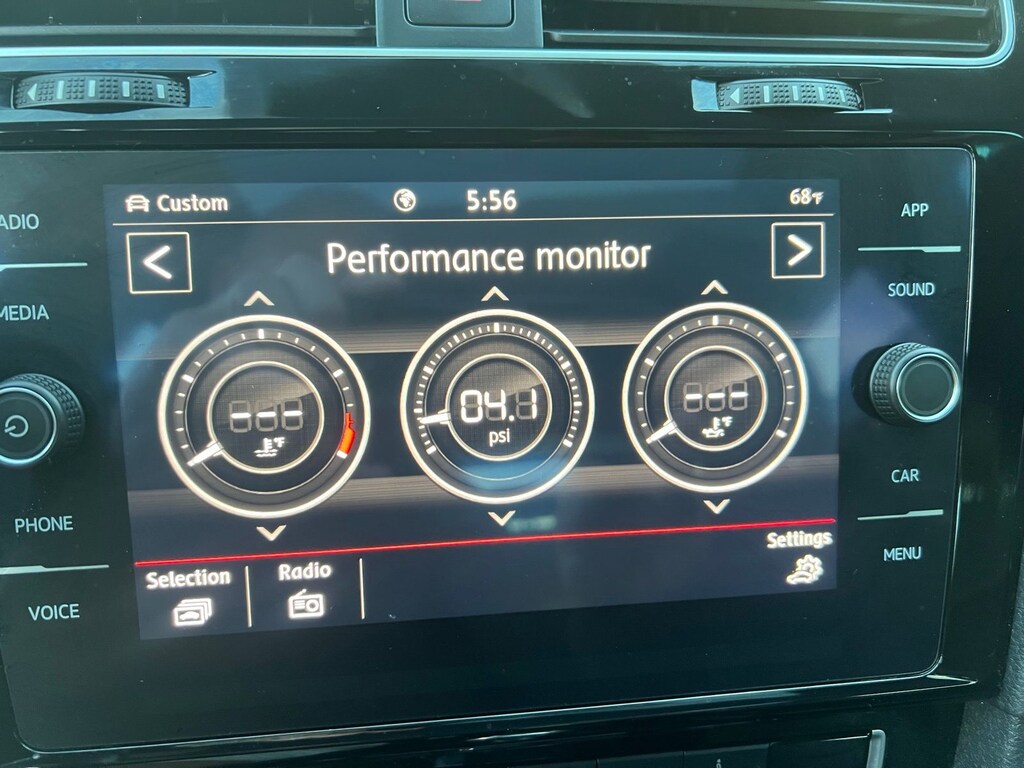 Custom 5:56 68°F
Performance monitor
---
°F
04.1
psi
---
°F
Selection
Radio
Settings
MEDIA
PHONE
VOICE
APP
SOUND
CAR
MENU